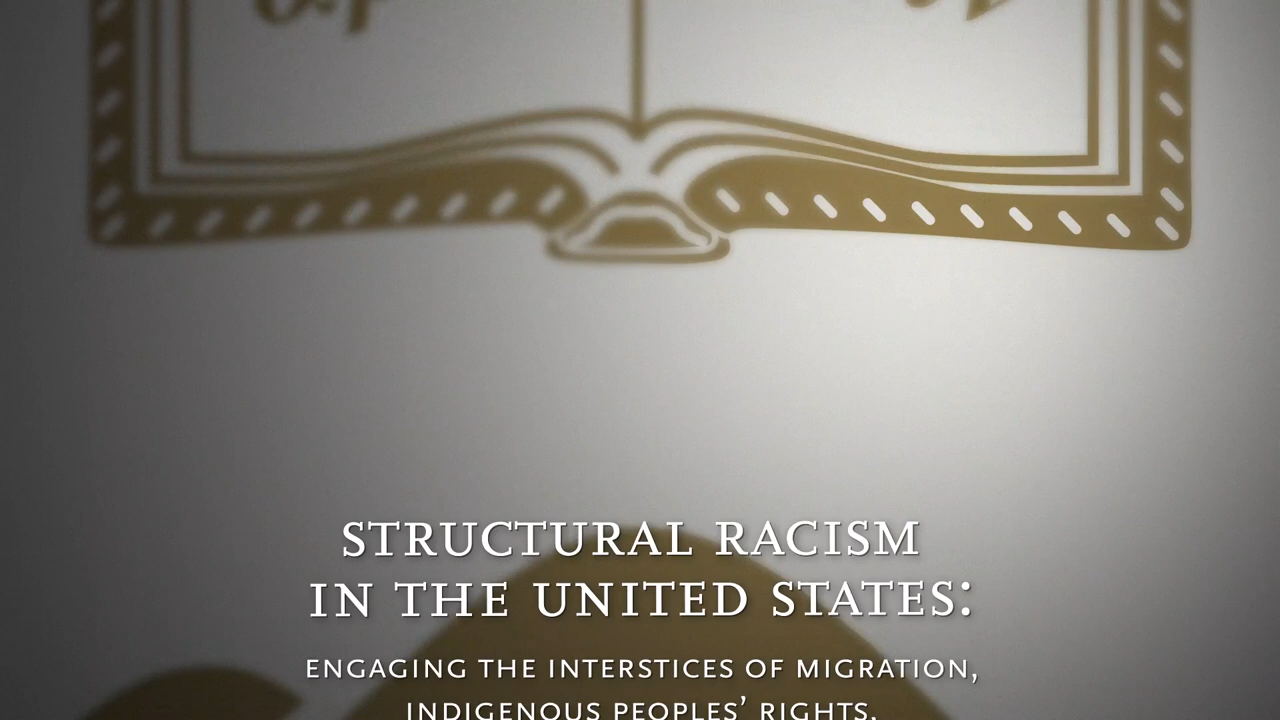 STRUCTURAL RACISM
IN THE UNITED STATES:
ENGAGING THE INTERSTICES OF MIGRATION,
INDIGENOUS PEOPLES’ RIGHTS,